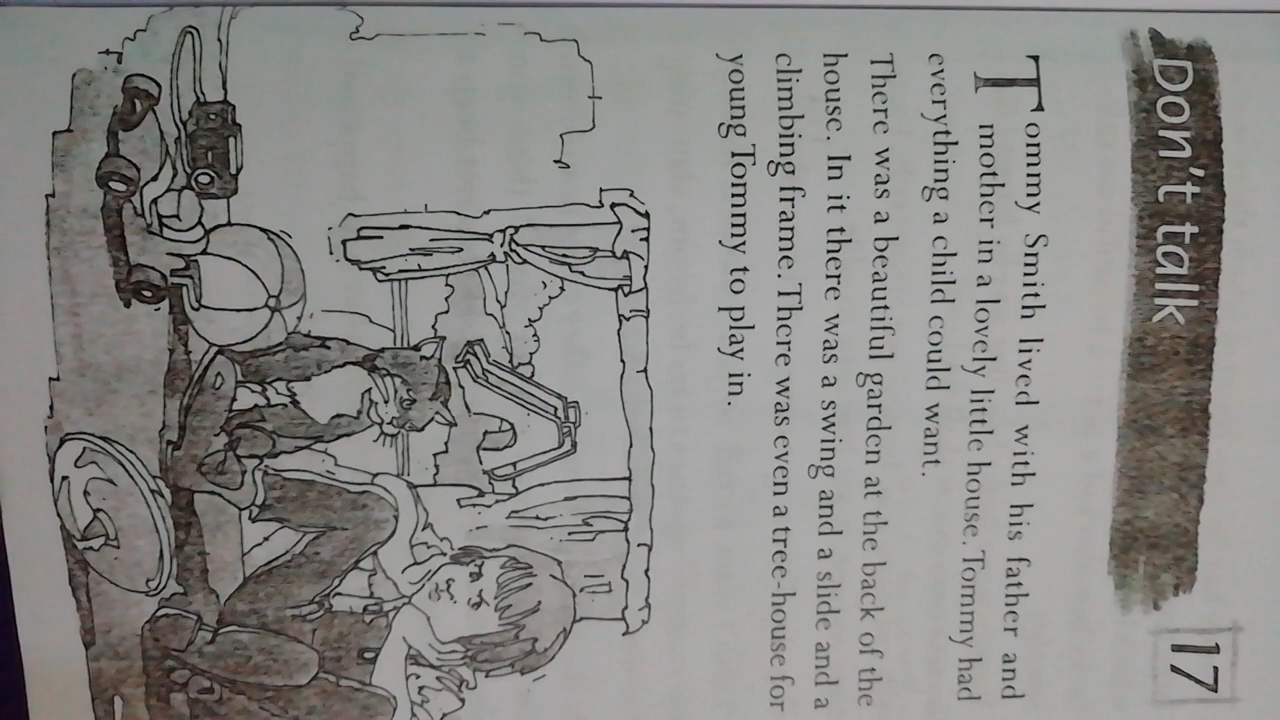 Don't talk
17
Tommy Smith lived with his father and
mother in a lovely little house. Tommy had
everything a child could want.
There was a beautiful garden at the back of the
house. In it there was a swing and a slide and a
climbing frame. There was even a tree-house for
young Tommy to play in.